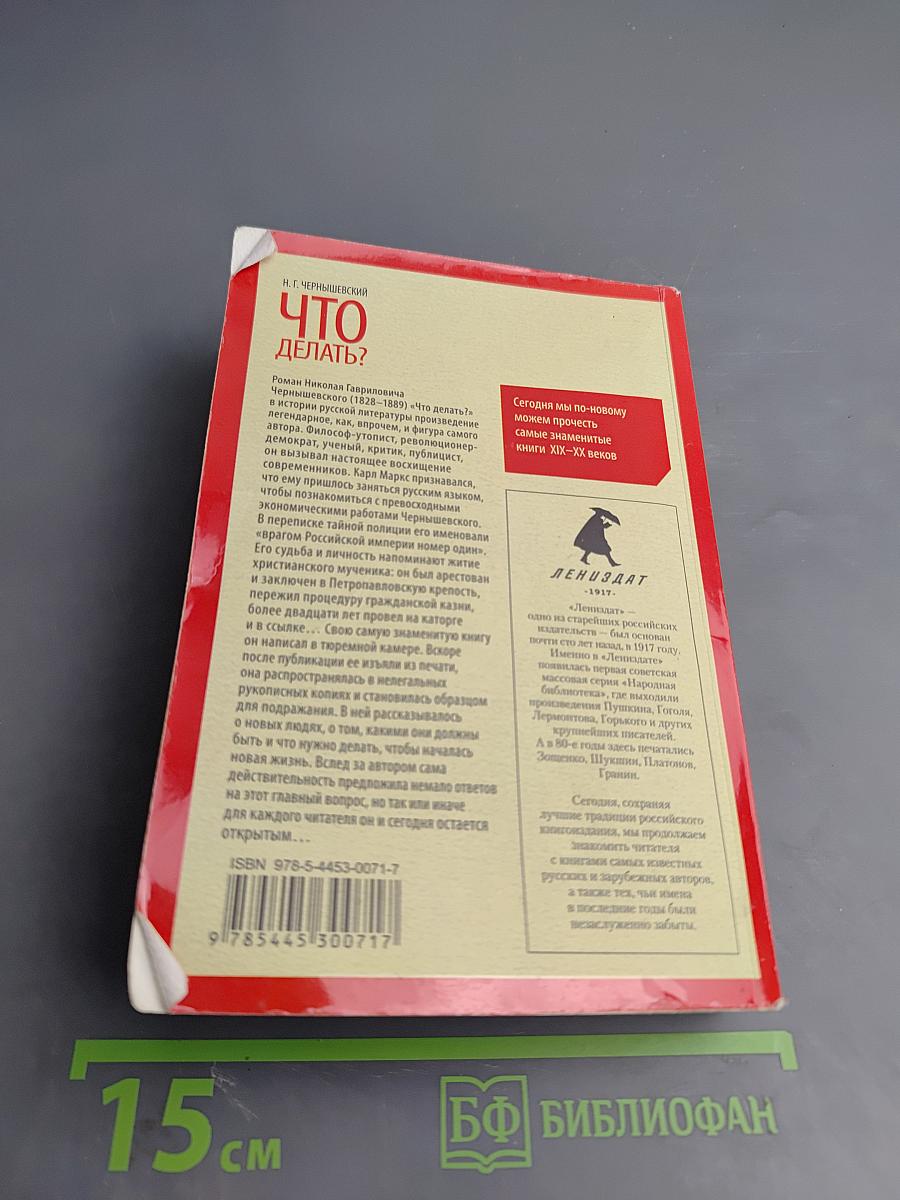 Н. Г. ЧЕРНЫШЕВСКИЙ
ЧТО
ДЕЛАТЬ?
Роман Николая Гавриловича
Чернышевского (1828–1889) «Что делать?»
в истории русской литературы произведение
легендарное, как, впрочем, и фигура самого
автора. Философ-утопист, революционер-
демократ, ученый, критик, публицист,
он вызывал настоящее восхищение
современников. Карл Маркс признавался,
что ему пришлось заняться русским языком,
чтобы познакомиться с превосходными
экономическими работами Чернышевского.
В переписке тайной полиции его именовали
«врагом Российской империи номер один».
Его судьба и личность напоминают житие
христианского мученика: он был арестован
и заключен в Петропавловскую крепость,
пережил процедуру гражданской казни,
более двадцати лет провел на каторге
и в ссылке… Свою самую знаменитую книгу
он написал в тюремной камере. Вскоре
после публикации ее изъяли из печати,
она распространялась в нелегальных
рукописных копиях и становилась образцом
для подражания. В ней рассказывалось
о новых людях, о том, какими они должны
быть и что нужно делать, чтобы началась
новая жизнь. Вслед за автором сама
действительность предложила немало ответов
на этот главный вопрос, но так или иначе
для каждого читателя он и сегодня остается
открытым…
ISBN 978-5-4453-0071-7
9 785445 300717
Сегодня мы по-новому
можем прочесть
самые знаменитые
книги XIX–XX веков
ЛЕНИЗДАТ
-1917-
«Лениздат» —
одно из старейших российских
издательств — был основан
почти сто лет назад, в 1917 году.
Именно в «Лениздате»
появилась первая советская
массовая серия «Народная
библиотека», где выходили
произведения Пушкина, Гоголя,
Лермонтова, Горького и других
крупнейших писателей.
А в 80-е годы здесь печатались
Зощенко, Шукшин, Платонов,
Гранин.
Сегодня, сохраняя
лучшие традиции российского
книгоиздания, мы продолжаем
знакомить читателя
с книгами самых известных
русских и зарубежных авторов,
а также тех, чьи имена
в последние годы были
незаслуженно забыты.
15 см
БФ БИБЛИОФАН